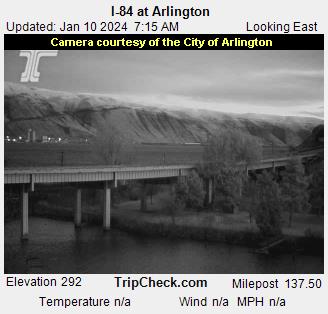 I-84 at Arlington
Updated: Jan 10 2024 7:15 AM Looking East
Camera courtesy of the City of Arlington
Elevation 292 TripCheck.com Milepost 137.50
Temperature n/a Wind n/a MPH n/a